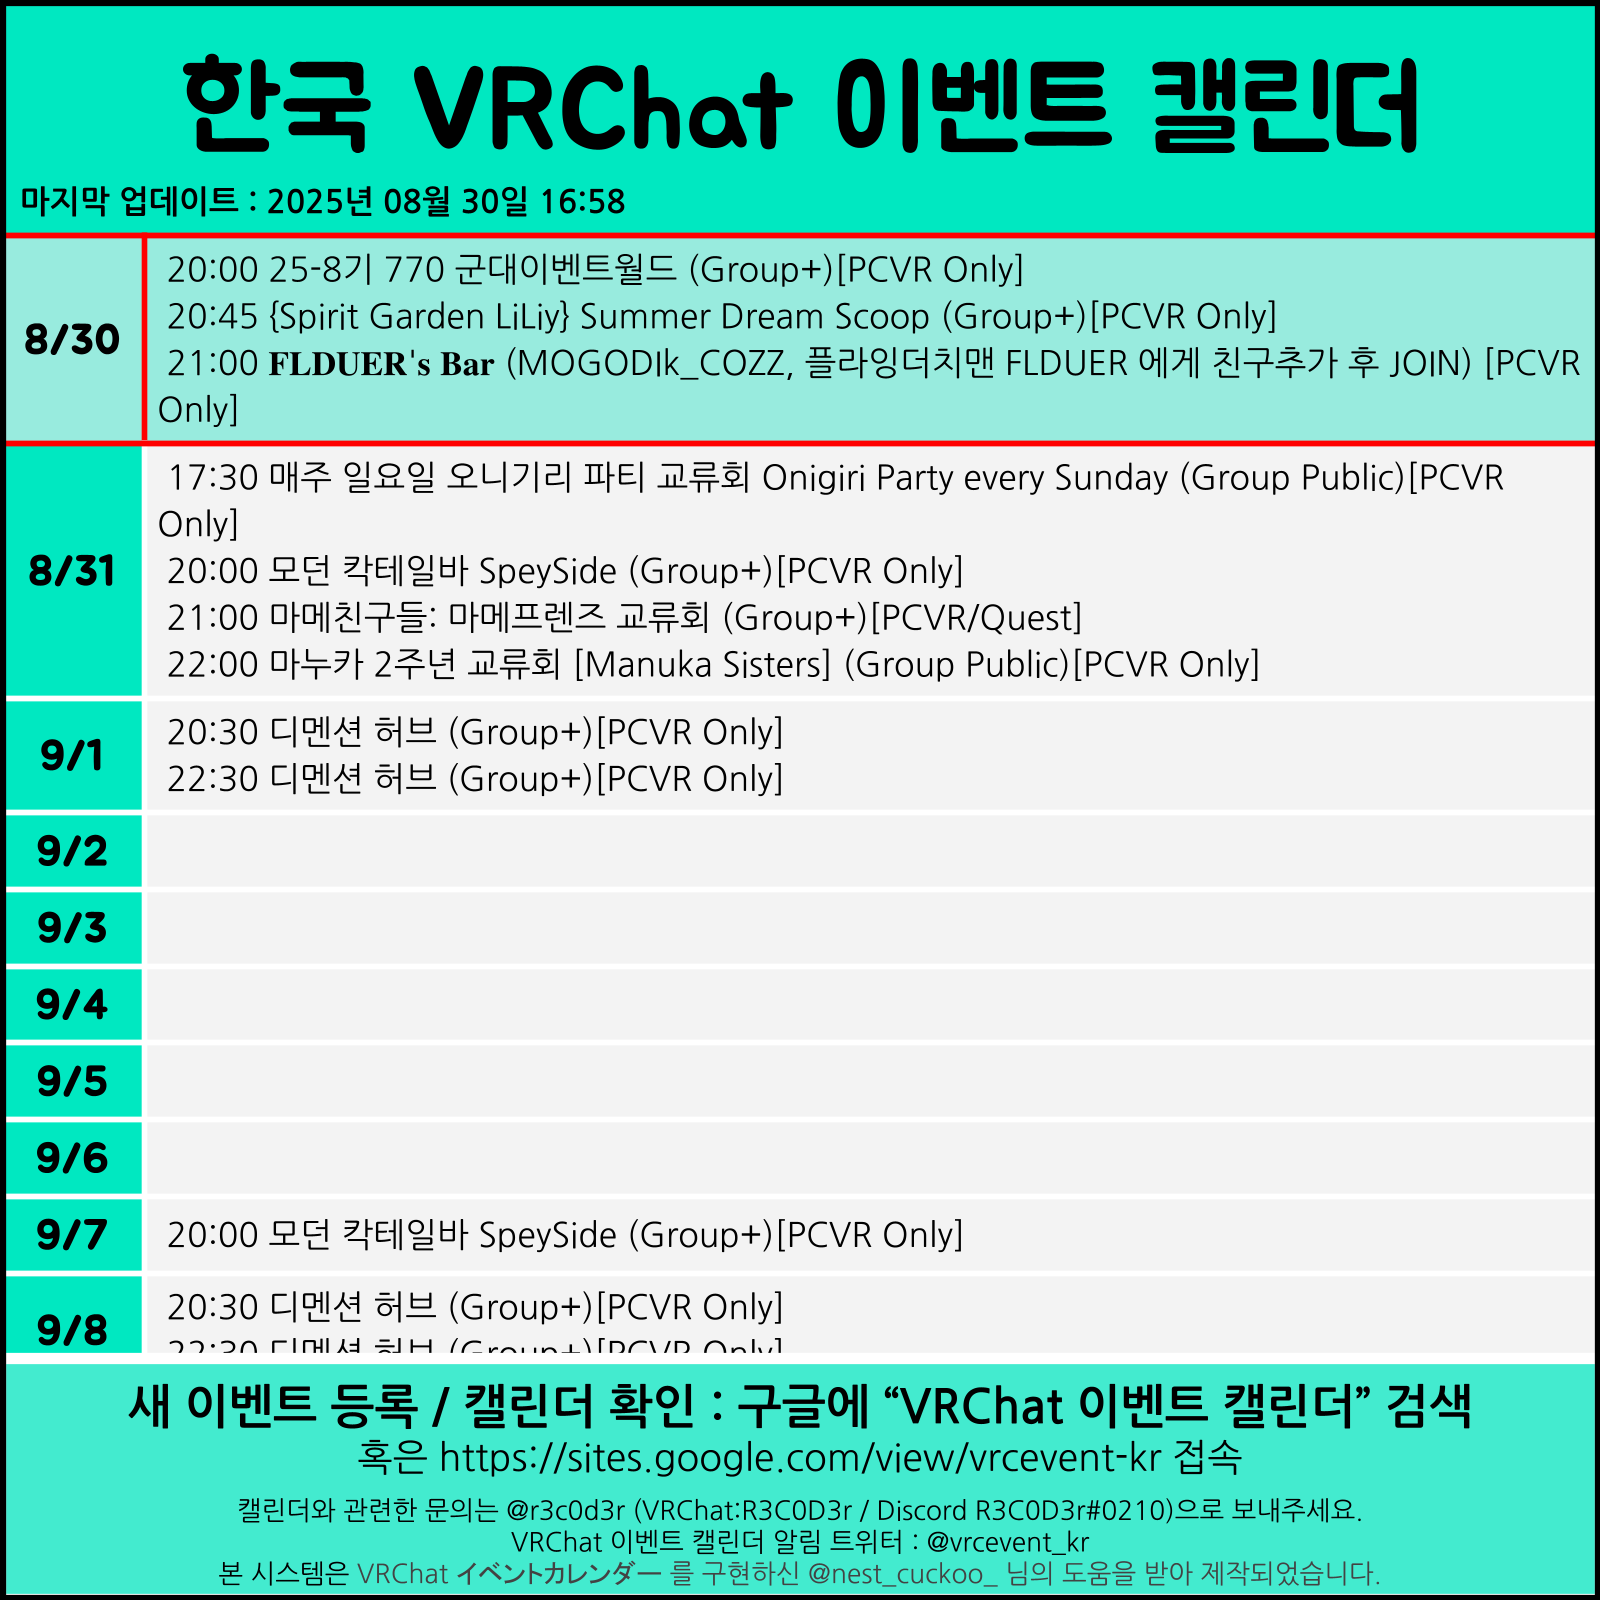 한국 VRChat 이벤트 캘린더
마지막 업데이트 : 2025년 08월 30일 16:58
8/30
20:00 25-8기 770 군대이벤트월드 (Group+)[PCVR Only]
20:45 {Spirit Garden LiLiy} Summer Dream Scoop (Group+)[PCVR Only]
21:00 FLDUER's Bar (MOGODIk_COZZ, 플라잉더치맨 FLDUER 에게 친구추가 후 JOIN) [PCVR
Only]
8/31
17:30 매주 일요일 오니기리 파티 교류회 Onigiri Party every Sunday (Group Public)[PCVR
Only]
20:00 모던 칵테일바 SpeySide (Group+)[PCVR Only]
21:00 마메친구들: 마메프렌즈 교류회 (Group+)[PCVR/Quest]
22:00 마누카 2주년 교류회 [Manuka Sisters] (Group Public)[PCVR Only]
9/1
20:30 디멘션 허브 (Group+)[PCVR Only]
22:30 디멘션 허브 (Group+)[PCVR Only]
9/2
9/3
9/4
9/5
9/6
9/7
20:00 모던 칵테일바 SpeySide (Group+)[PCVR Only]
9/8
20:30 디멘션 허브 (Group+)[PCVR Only]
22:30 디멘션 허브 (Group+)[PCVR Only]
새 이벤트 등록 / 캘린더 확인 : 구글에 “VRChat 이벤트 캘린더” 검색
혹은 https://sites.google.com/view/vrcevent-kr 접속
캘린더와 관련한 문의는 @r3c0d3r (VRChat:R3C0D3r / Discord R3C0D3r#0210)으로 보내주세요.
VRChat 이벤트 캘린더 알림 트위터 : @vrcevent_kr
본 시스템은 VRChat イベントカレンダー 를 구현하신 @nest_cuckoo_ 님의 도움을 받아 제작되었습니다.